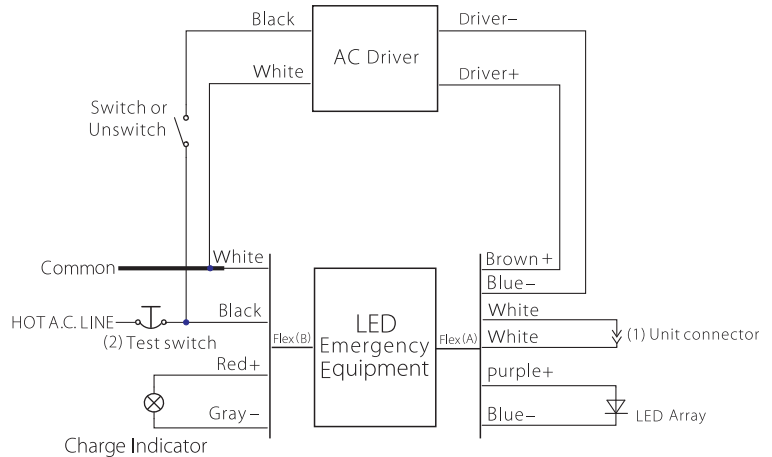 Black
Driver-
AC Driver
White
Driver+
Switch or
Unswitch
Common
White
Brown +
Blue-
HOT A.C. LINE
Black
White
(2) Test switch
Flex(B)
LED
Emergency
Equipment
Flex(A)
White
(1) Unit connector
Red+
purple+
Gray-
Blue-
LED Array
Charge Indicator